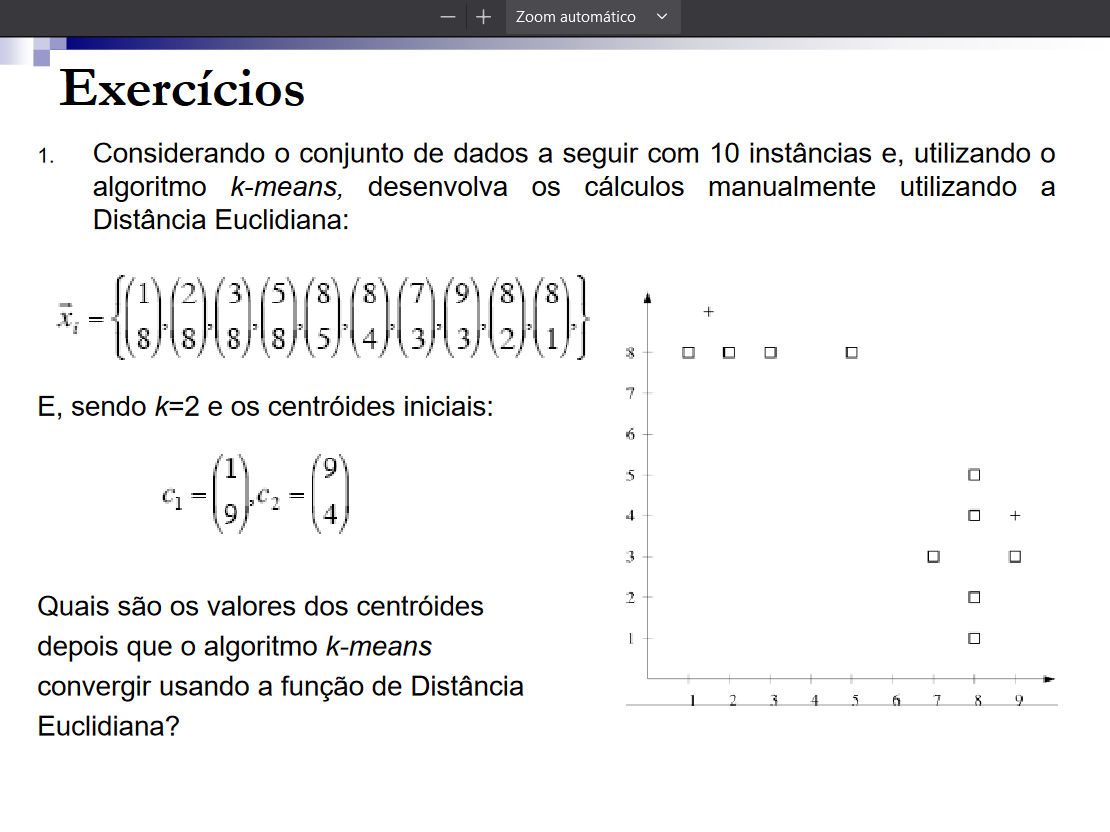 Zoom automático
Exercícios
1. Considerando o conjunto de dados a seguir com 10 instâncias e, utilizando o
algoritmo k-means, desenvolva os cálculos manualmente utilizando a
Distância Euclidiana:
x̄ᵢ = {(1 8), (2 8), (3 8), (5 8), (8 5), (8 4), (7 3), (9 3), (8 2), (8 1),}
E, sendo k=2 e os centróides iniciais:
c₁ = (1 9), c₂ = (9 4)
Quais são os valores dos centróides
depois que o algoritmo k-means
convergir usando a função de Distância
Euclidiana?
8
7
6
5
4
3
2
1
1 2 3 4 5 6 7 8 9